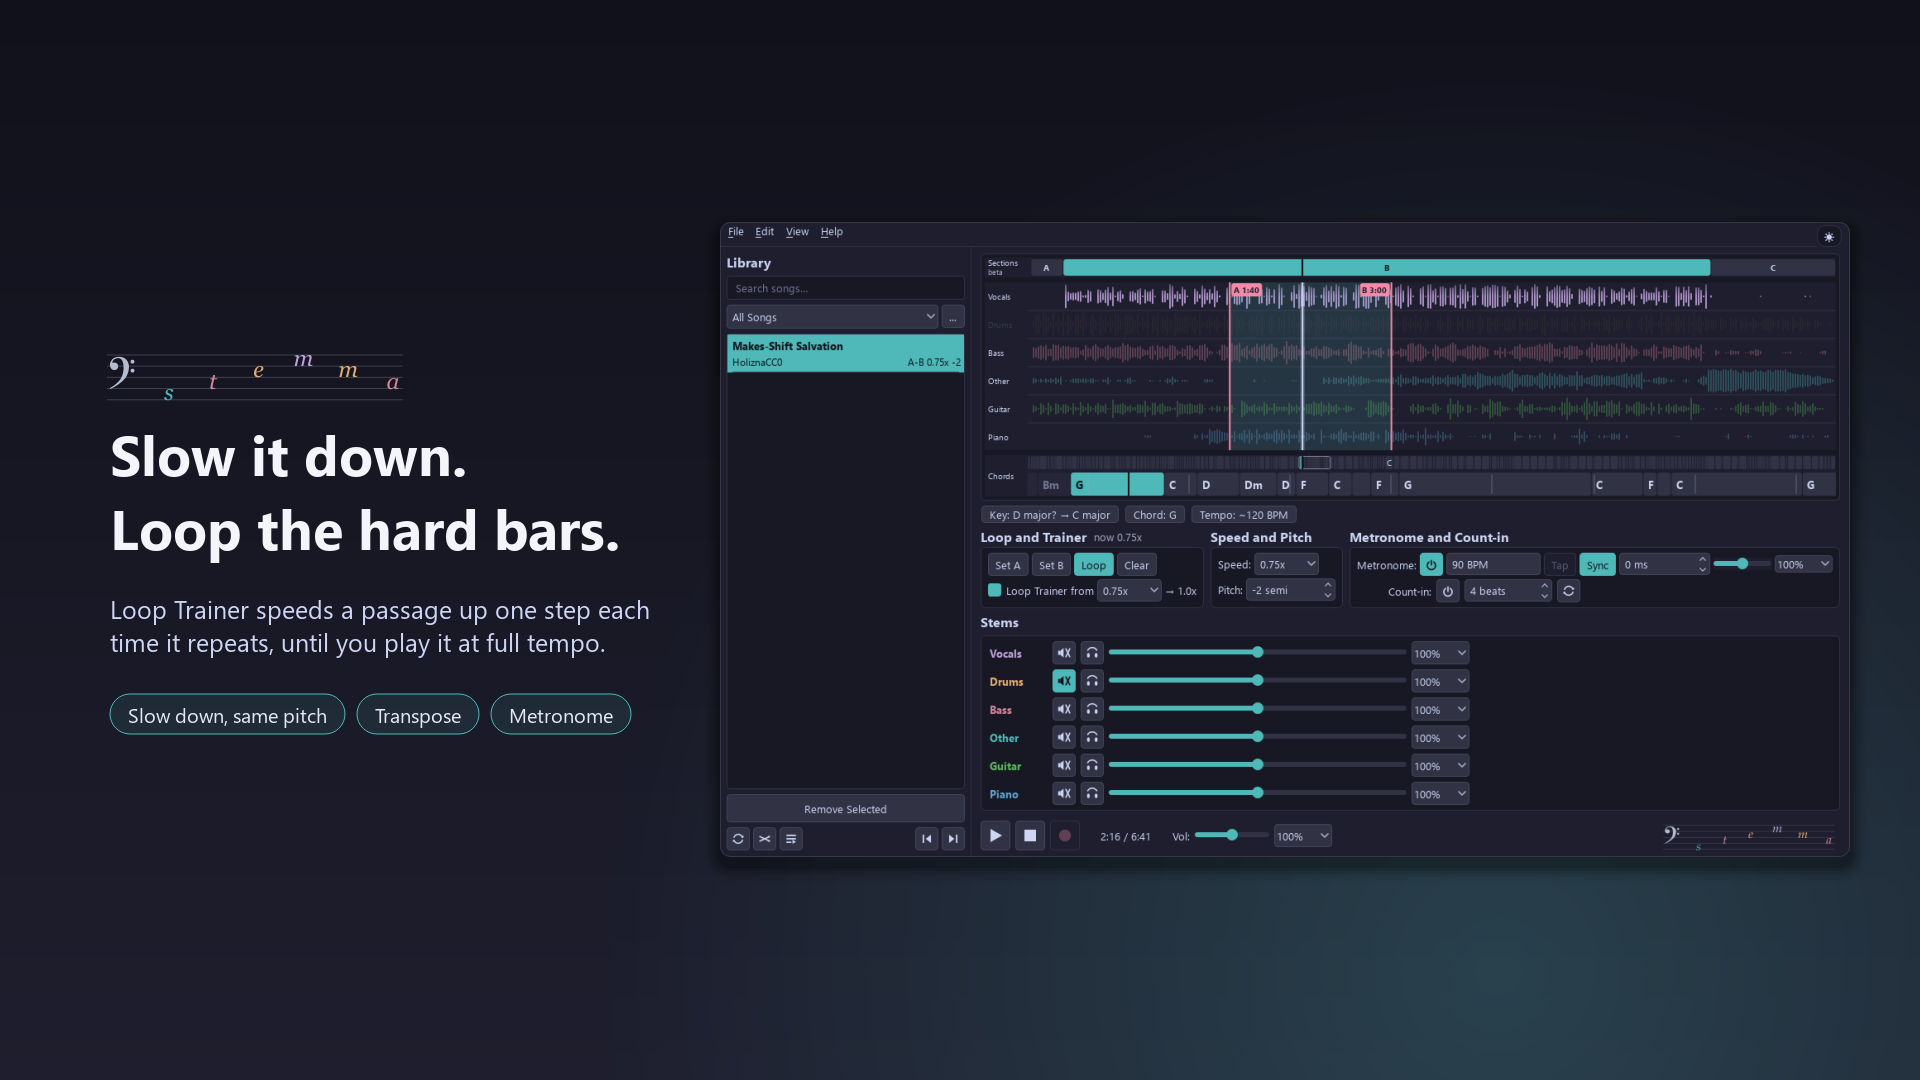 stemma
Slow it down.
Loop the hard bars.
Loop Trainer speeds a passage up one step each
time it repeats, until you play it at full tempo.
Slow down, same pitch
Transpose
Metronome
File Edit View Help
Library
Search songs...
All Songs
...
Makes-Shift Salvation
HoliznaCC0 A-B 0.75x -2
Remove Selected
Sections
beta
A B C
Vocals
A 1:40 B 3:00
Drums
Bass
Other
Guitar
Piano
C
Chords
Bm G C D Dm D F C F G C F C G
Key: D major? → C major Chord: G Tempo: ~120 BPM
Loop and Trainer now 0.75x
Set A Set B Loop Clear
Loop Trainer from 0.75x → 1.0x
Speed and Pitch
Speed: 0.75x
Pitch: -2 semi
Metronome and Count-in
Metronome: 90 BPM Tap Sync 0 ms 100%
Count-in: 4 beats
Stems
Vocals 100%
Drums 100%
Bass 100%
Other 100%
Guitar 100%
Piano 100%
2:16 / 6:41 Vol: 100%
stemma